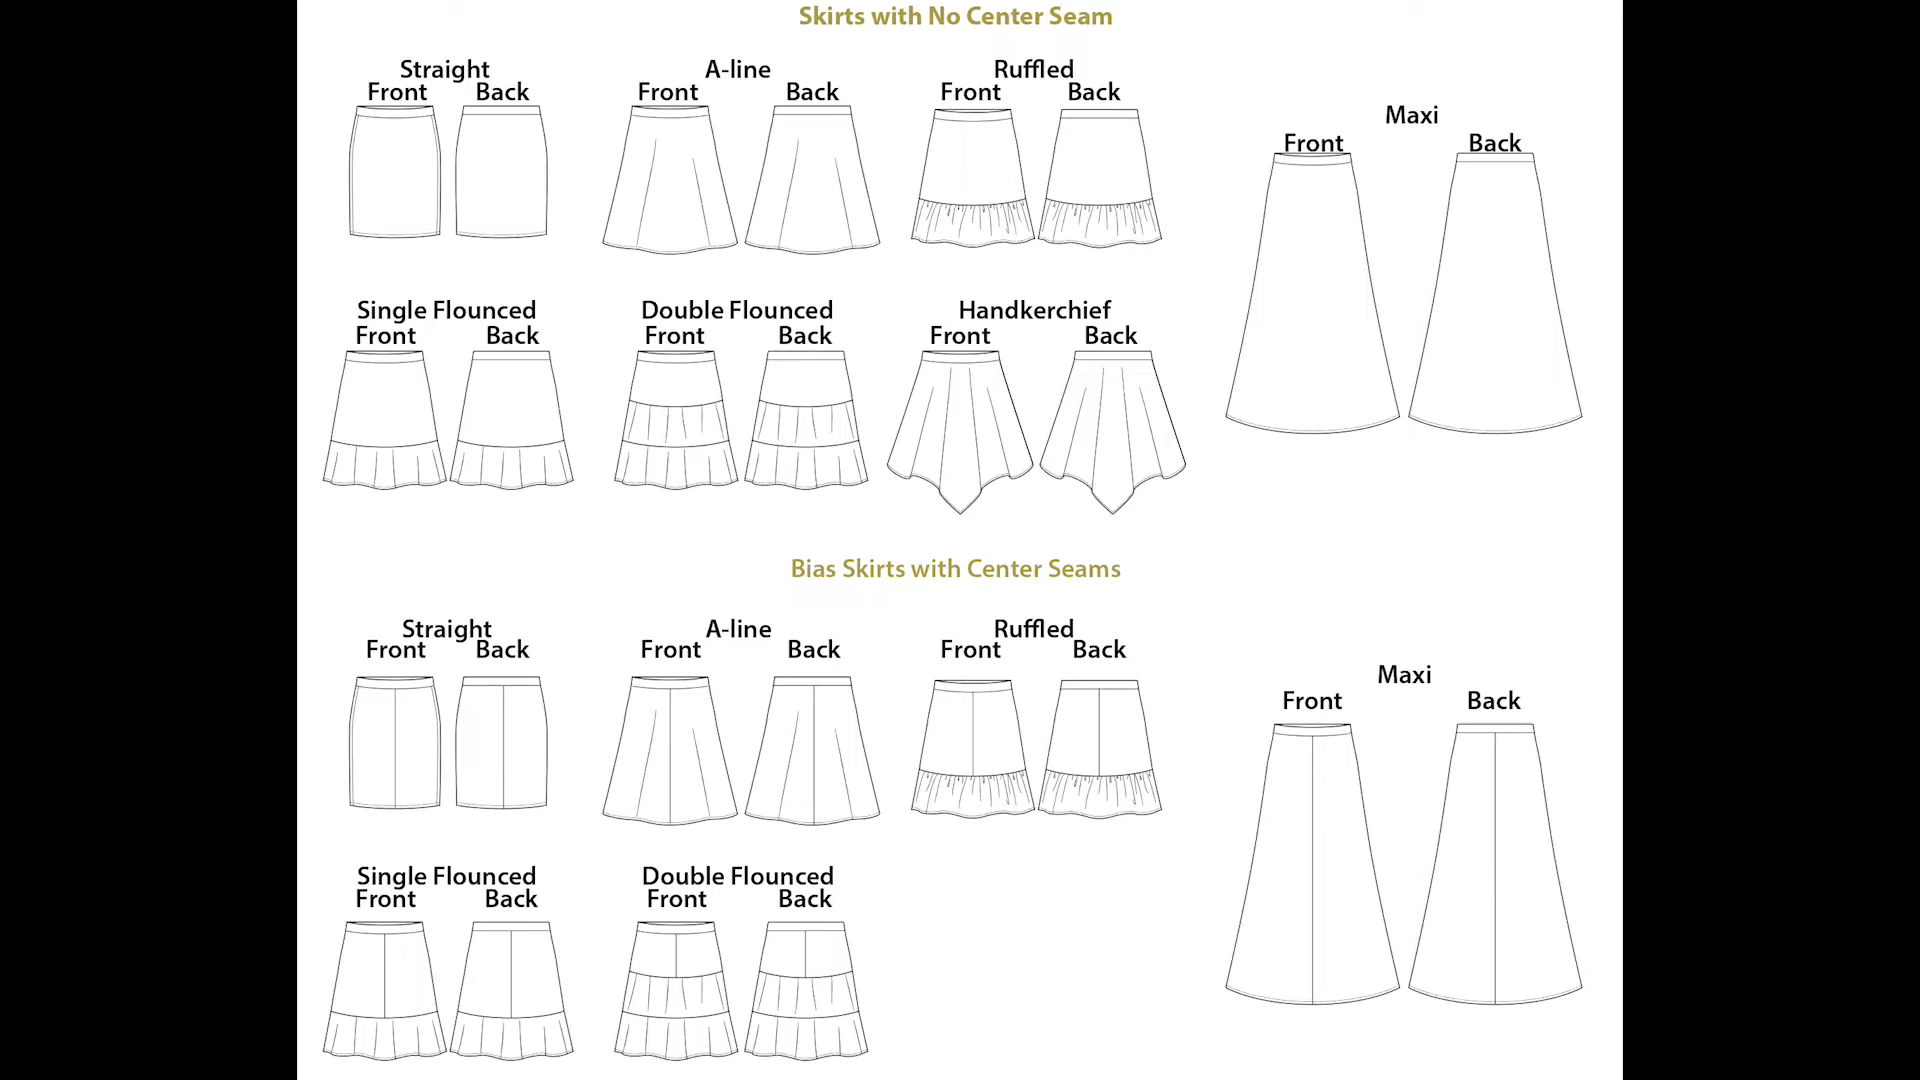 Skirts with No Center Seam
Straight
Front Back
A-line
Front Back
Ruffled
Front Back
Maxi
Front Back
Single Flounced
Front Back
Double Flounced
Front Back
Handkerchief
Front Back
Bias Skirts with Center Seams
Straight
Front Back
A-line
Front Back
Ruffled
Front Back
Maxi
Front Back
Single Flounced
Front Back
Double Flounced
Front Back